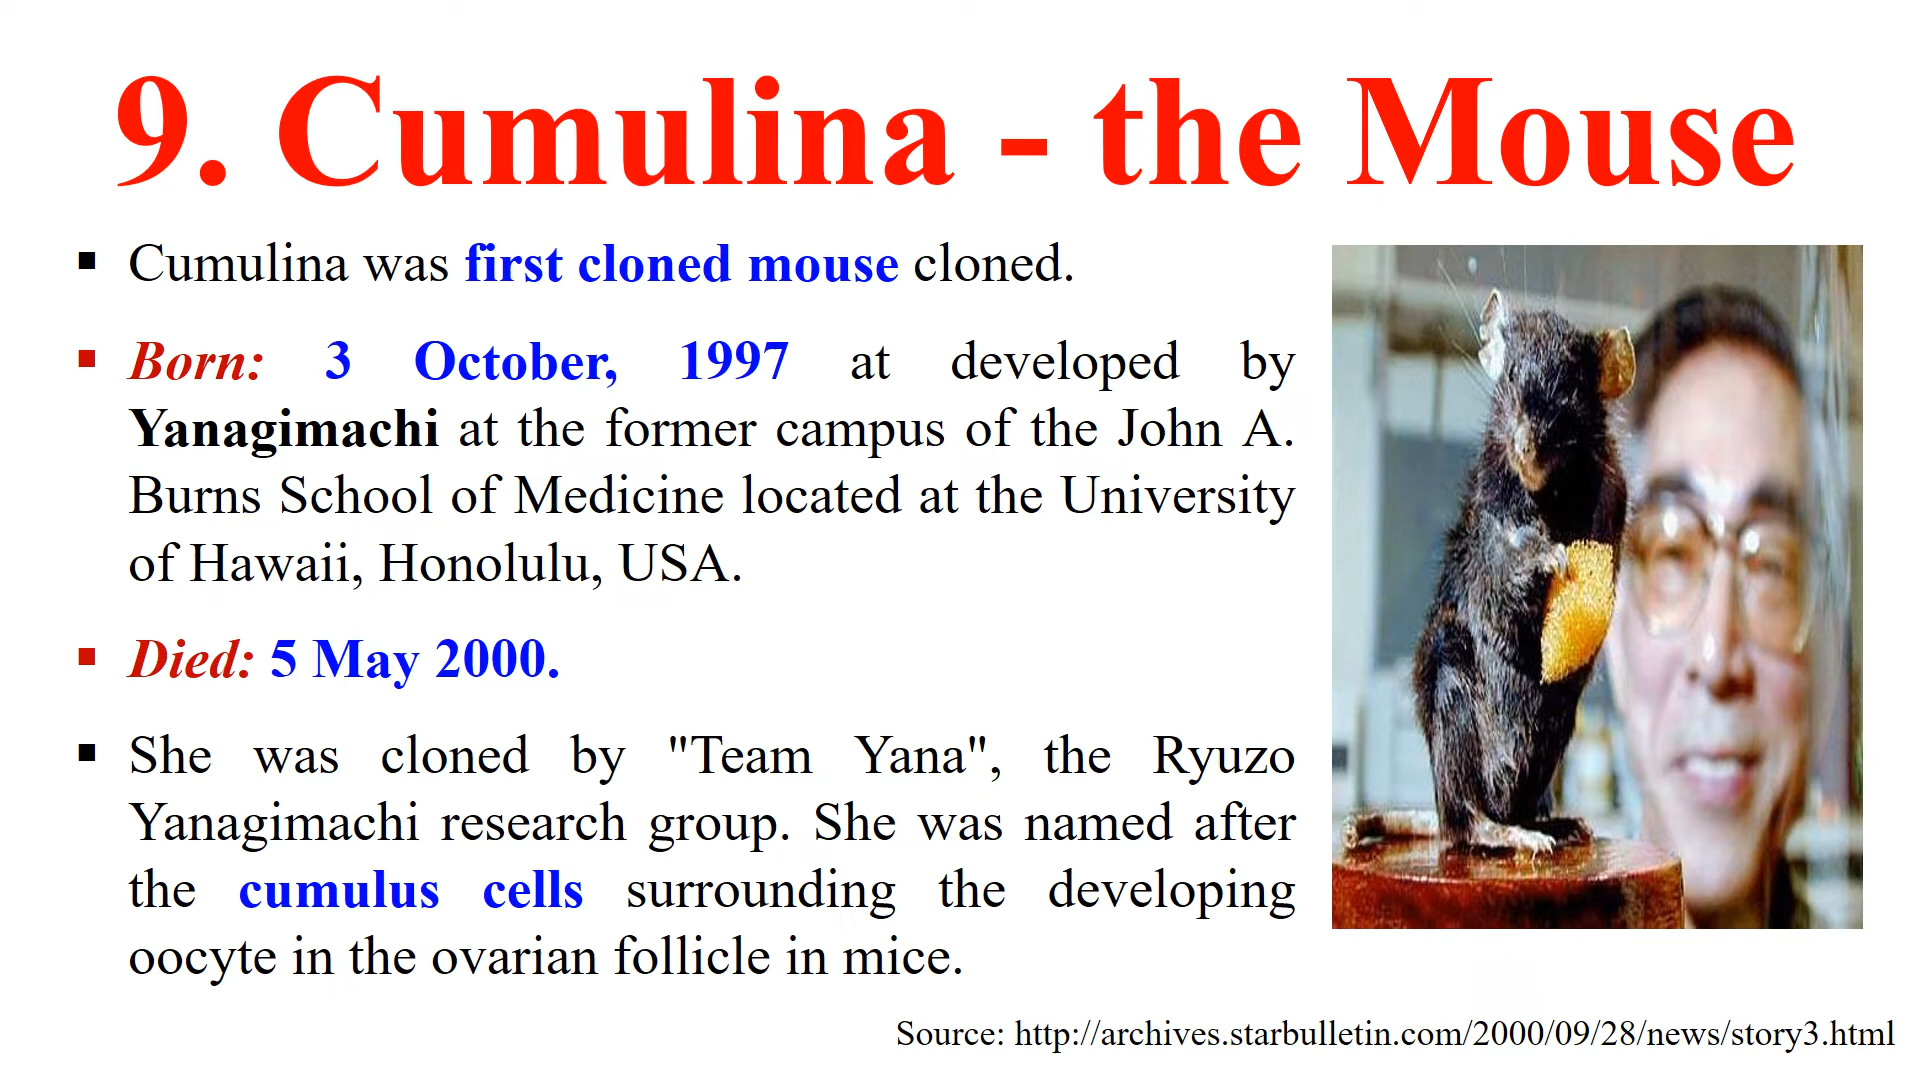 9. Cumulina - the Mouse
▪ Cumulina was first cloned mouse cloned.
▪ Born: 3 October, 1997 at developed by
Yanagimachi at the former campus of the John A.
Burns School of Medicine located at the University
of Hawaii, Honolulu, USA.
▪ Died: 5 May 2000.
▪ She was cloned by "Team Yana", the Ryuzo
Yanagimachi research group. She was named after
the cumulus cells surrounding the developing
oocyte in the ovarian follicle in mice.
Source: http://archives.starbulletin.com/2000/09/28/news/story3.html